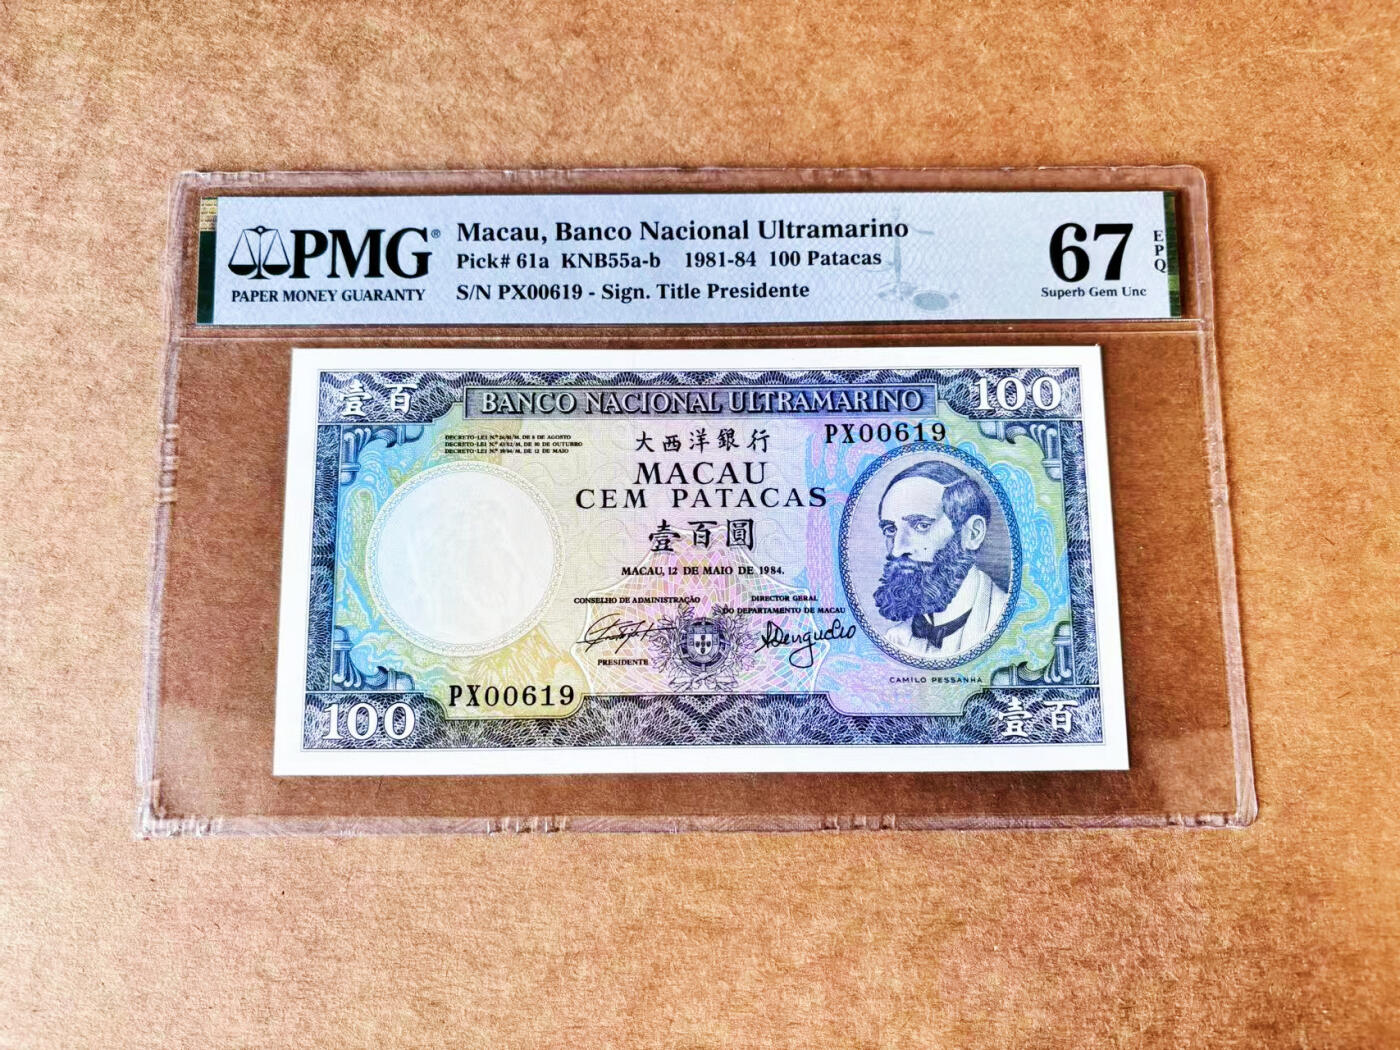 PMG®
PAPER MONEY GUARANTY
Macau, Banco Nacional Ultramarino
Pick# 61a KNB55a-b 1981-84 100 Patacas
S/N PX00619 - Sign. Title Presidente
67
EPQ
Superb Gem Unc
壹百
BANCO NACIONAL ULTRAMARINO
100
大西洋銀行
PX00619
MACAU
CEM PATACAS
壹百圓
MACAU, 12 DE MAIO DE 1984.
CONSELHO DE ADMINISTRAÇÃO
PRESIDENTE
DIRECTOR GERAL
DO DEPARTAMENTO DE MACAU
CAMILO PESSANHA
PX00619
100
壹百